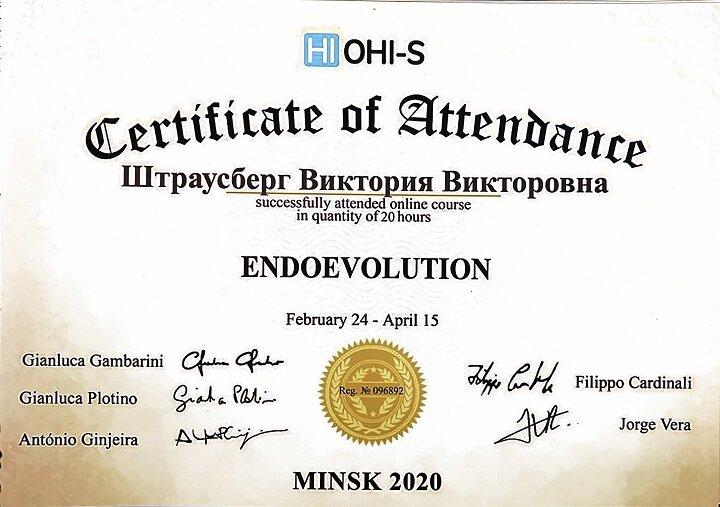 HI OHI-S
Certificate of Attendance
Штраусберг Виктория Викторовна
successfully attended online course
in quantity of 20 hours
ENDOEVOLUTION
February 24 - April 15
Gianluca Gambarini
Gianluca Plotino
António Ginjeira
Reg. № 096892
Filippo Cardinali
Jorge Vera
MINSK 2020